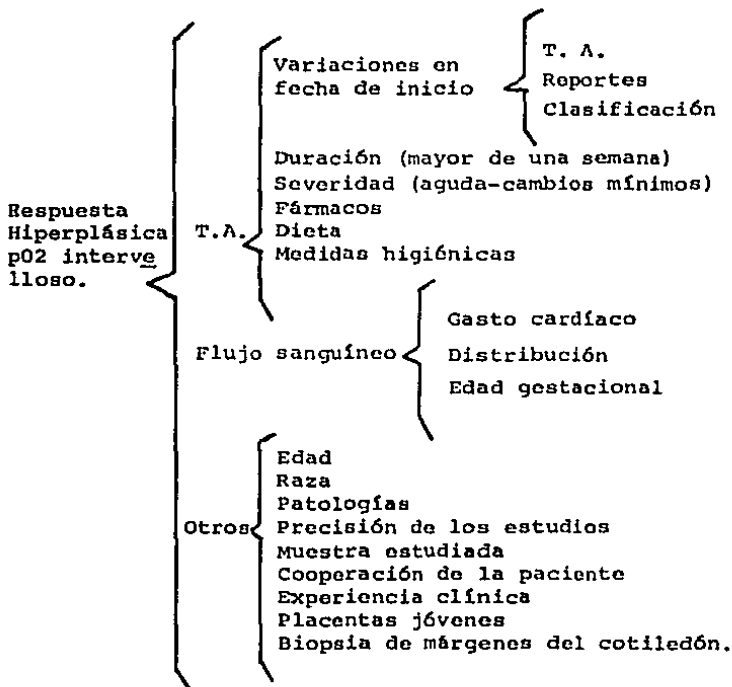 Respuesta
Hiperplásica
pO2 interve
lloso.
T.A.
Variaciones en
fecha de inicio
T. A.
Reportes
Clasificación
Duración (mayor de una semana)
Severidad (aguda-cambios mínimos)
Fármacos
Dieta
Medidas higiénicas
Flujo sanguíneo
Gasto cardíaco
Distribución
Edad gestacional
Otros
Edad
Raza
Patologías
Precisión de los estudios
Muestra estudiada
Cooperación de la paciente
Experiencia clínica
Placentas jóvenes
Biopsia de márgenes del cotiledón.